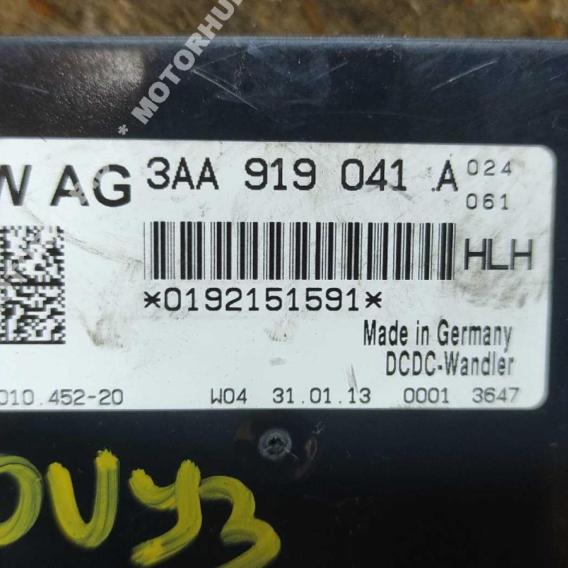 * MOTORHUB
W AG 3AA 919 041 A 024
061
HLH
*0192151591*
Made in Germany
DCDC-Wandler
010.452-20 W04 31.01.13 0001 3647